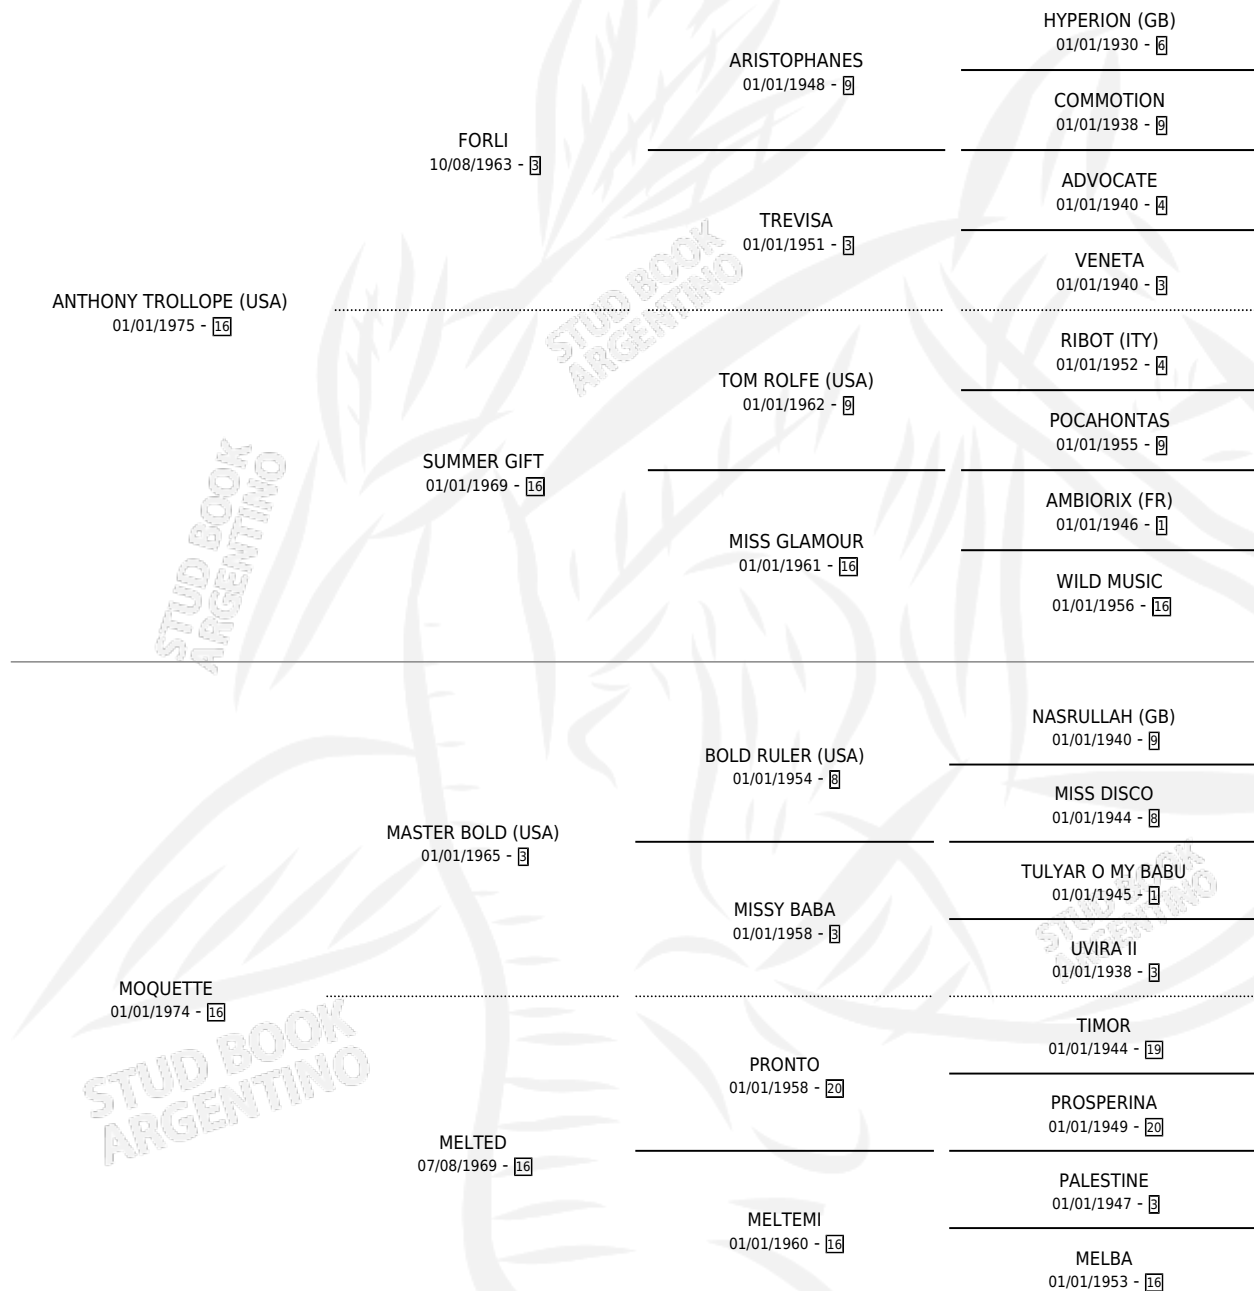 HYPERION (GB)
01/01/1930 - 6
ARISTOPHANES
01/01/1948 - 9
COMMOTION
01/01/1938 - 9
FORLI
10/08/1963 - 3
ADVOCATE
01/01/1940 - 4
TREVISA
01/01/1951 - 3
VENETA
01/01/1940 - 3
ANTHONY TROLLOPE (USA)
01/01/1975 - 16
RIBOT (ITY)
01/01/1952 - 4
TOM ROLFE (USA)
01/01/1962 - 9
POCAHONTAS
01/01/1955 - 9
SUMMER GIFT
01/01/1969 - 16
AMBIORIX (FR)
01/01/1946 - 1
MISS GLAMOUR
01/01/1961 - 16
WILD MUSIC
01/01/1956 - 16
NASRULLAH (GB)
01/01/1940 - 9
BOLD RULER (USA)
01/01/1954 - 8
MISS DISCO
01/01/1944 - 8
MASTER BOLD (USA)
01/01/1965 - 3
TULYAR O MY BABU
01/01/1945 - 1
MISSY BABA
01/01/1958 - 3
UVIRA II
01/01/1938 - 3
MOQUETTE
01/01/1974 - 16
TIMOR
01/01/1944 - 19
PRONTO
01/01/1958 - 20
PROSPERINA
01/01/1949 - 20
MELTED
07/08/1969 - 16
PALESTINE
01/01/1947 - 3
MELTEMI
01/01/1960 - 16
MELBA
01/01/1953 - 16
STUD BOOK
ARGENTINO
STUD BOOK
ARGENTINO
STUD BOOK
ARGENTINO
STUD BOOK
ARGENTINO